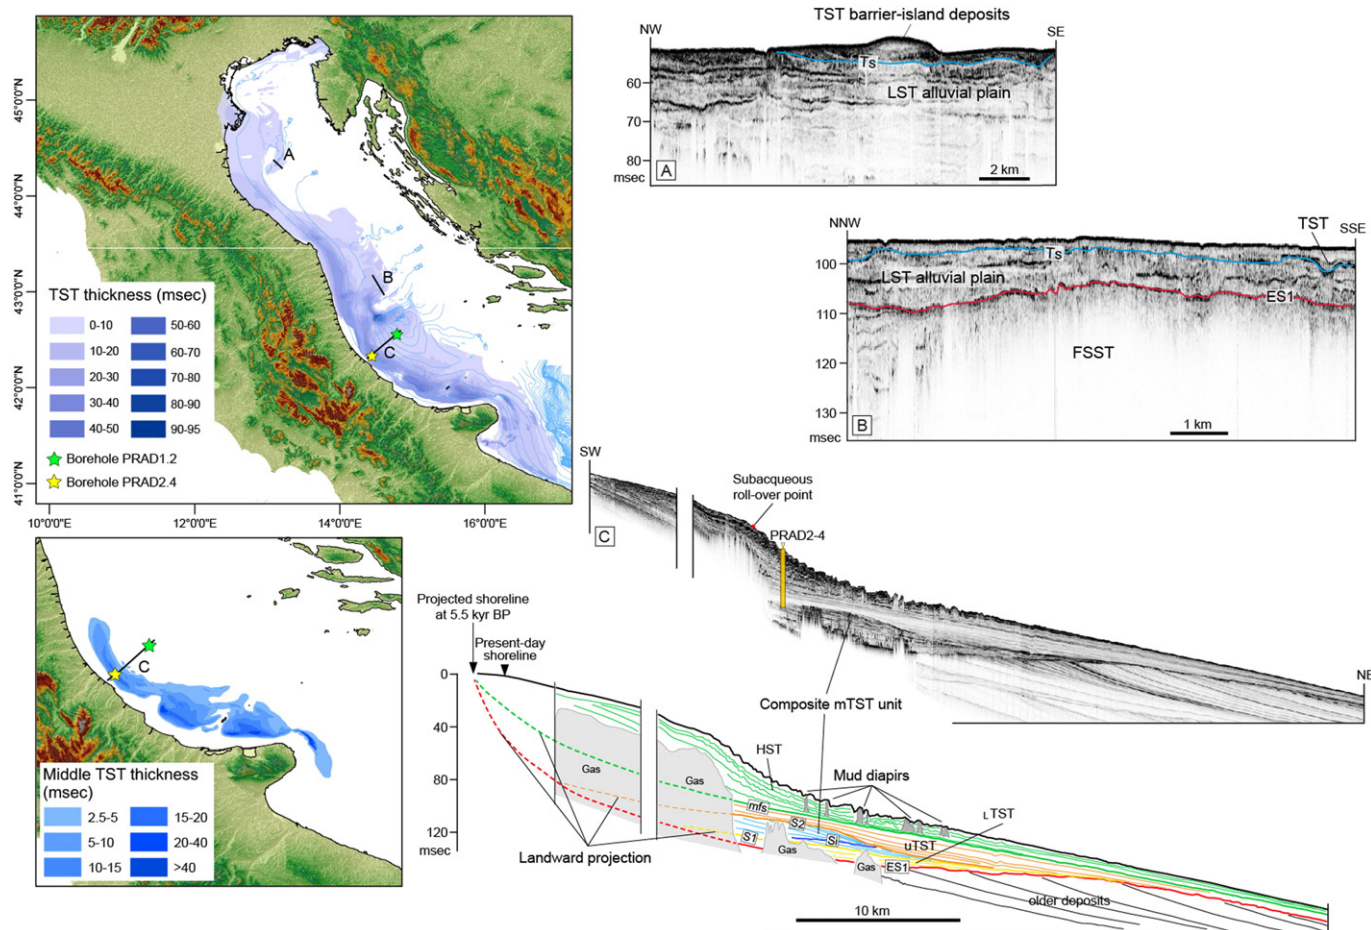 45°0'0"N
44°0'0"N
43°0'0"N
42°0'0"N
41°0'0"N
A
B
C
TST thickness (msec)
0-10
50-60
10-20
60-70
20-30
70-80
30-40
80-90
40-50
90-95
Borehole PRAD1.2
Borehole PRAD2.4
10°0'0"E
12°0'0"E
14°0'0"E
16°0'0"E
TST barrier-island deposits
NW
SE
Ts
LST alluvial plain
60
70
80
msec
A
2 km
NNW
TST
SSE
Ts
100
LST alluvial plain
ES1
110
FSST
120
130
msec
B
1 km
SW
Subacqueous
roll-over point
C
PRAD2-4
NE
Composite mTST unit
C
Middle TST thickness
(msec)
2.5-5
15-20
5-10
20-40
10-15
>40
Projected shoreline
at 5.5 kyr BP
Present-day
shoreline
0
40
80
120
msec
HST
Mud diapirs
Gas
Gas
mfs
LTST
S2
S1
Si
uTST
Landward projection
Gas
Gas
ES1
older deposits
10 km